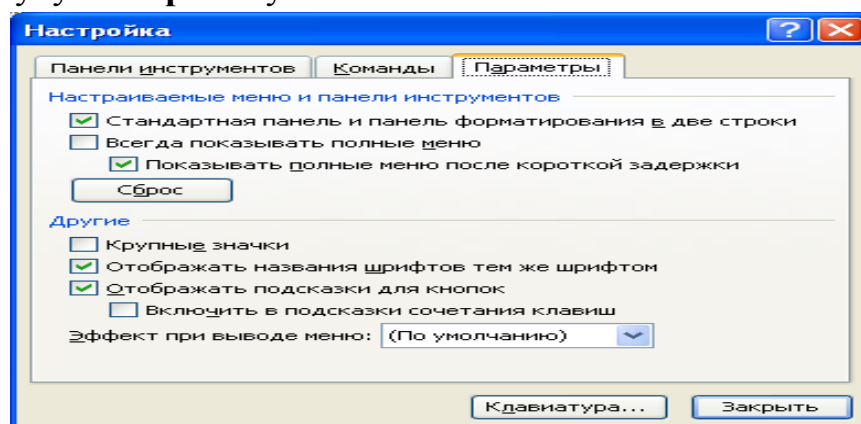 Настройка
Панели инструментов Команды Параметры
Настраиваемые меню и панели инструментов
Стандартная панель и панель форматирования в две строки
Всегда показывать полные меню
Показывать полные меню после короткой задержки
Сброс
Другие
Крупные значки
Отображать названия шрифтов тем же шрифтом
Отображать подсказки для кнопок
Включить в подсказки сочетания клавиш
Эффект при выводе меню: (По умолчанию)
Клавиатура... Закрыть